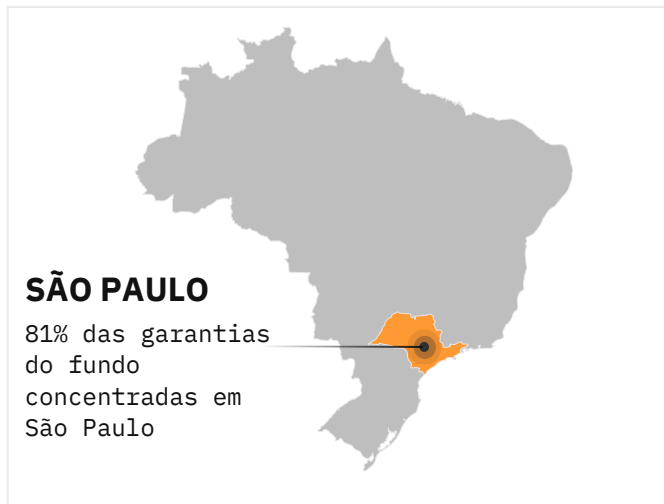 SÃO PAULO
81% das garantias
do fundo
concentradas em
São Paulo